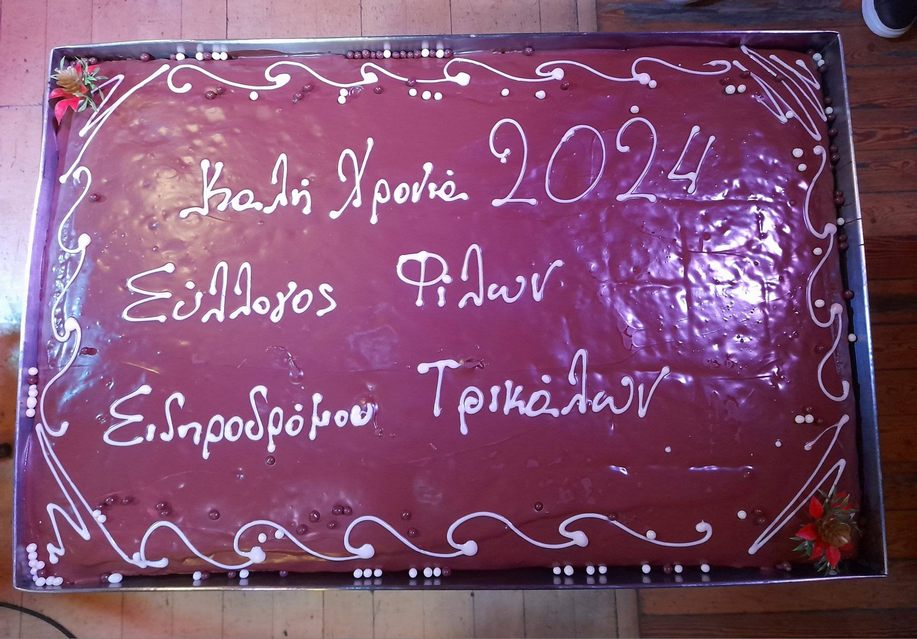 Καλή Χρονιά 2024
Σύλλογος Φίλων
Σιδηροδρόμου Τρικάλων